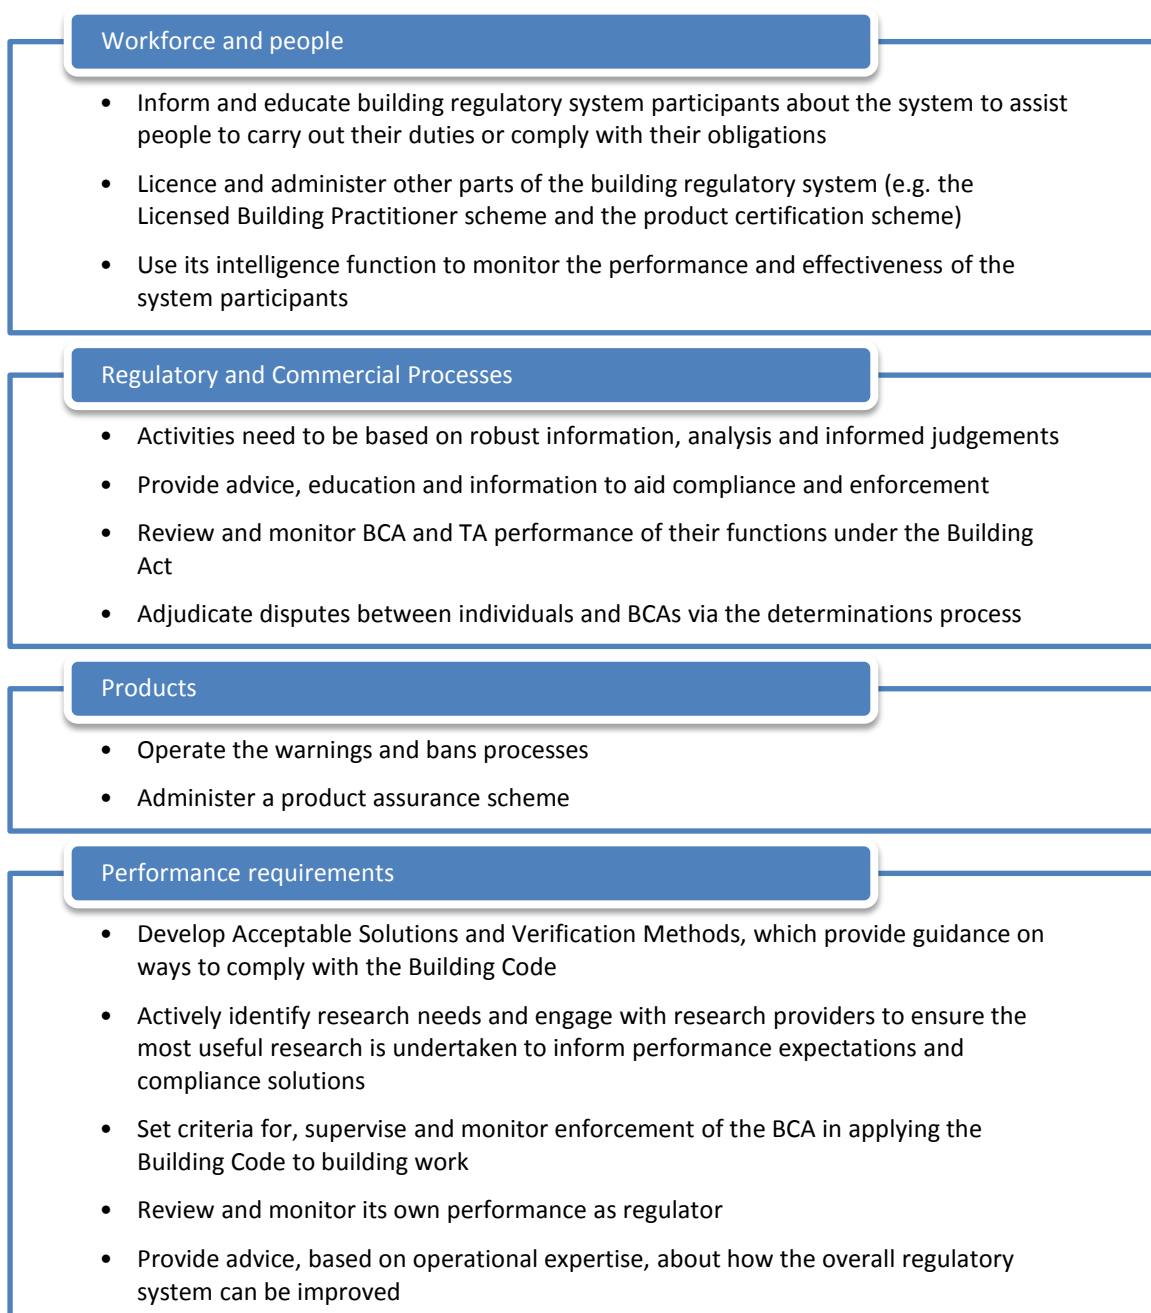 Workforce and people
• Inform and educate building regulatory system participants about the system to assist
people to carry out their duties or comply with their obligations
• Licence and administer other parts of the building regulatory system (e.g. the
Licensed Building Practitioner scheme and the product certification scheme)
• Use its intelligence function to monitor the performance and effectiveness of the
system participants
Regulatory and Commercial Processes
• Activities need to be based on robust information, analysis and informed judgements
• Provide advice, education and information to aid compliance and enforcement
• Review and monitor BCA and TA performance of their functions under the Building
Act
• Adjudicate disputes between individuals and BCAs via the determinations process
Products
• Operate the warnings and bans processes
• Administer a product assurance scheme
Performance requirements
• Develop Acceptable Solutions and Verification Methods, which provide guidance on
ways to comply with the Building Code
• Actively identify research needs and engage with research providers to ensure the
most useful research is undertaken to inform performance expectations and
compliance solutions
• Set criteria for, supervise and monitor enforcement of the BCA in applying the
Building Code to building work
• Review and monitor its own performance as regulator
• Provide advice, based on operational expertise, about how the overall regulatory
system can be improved